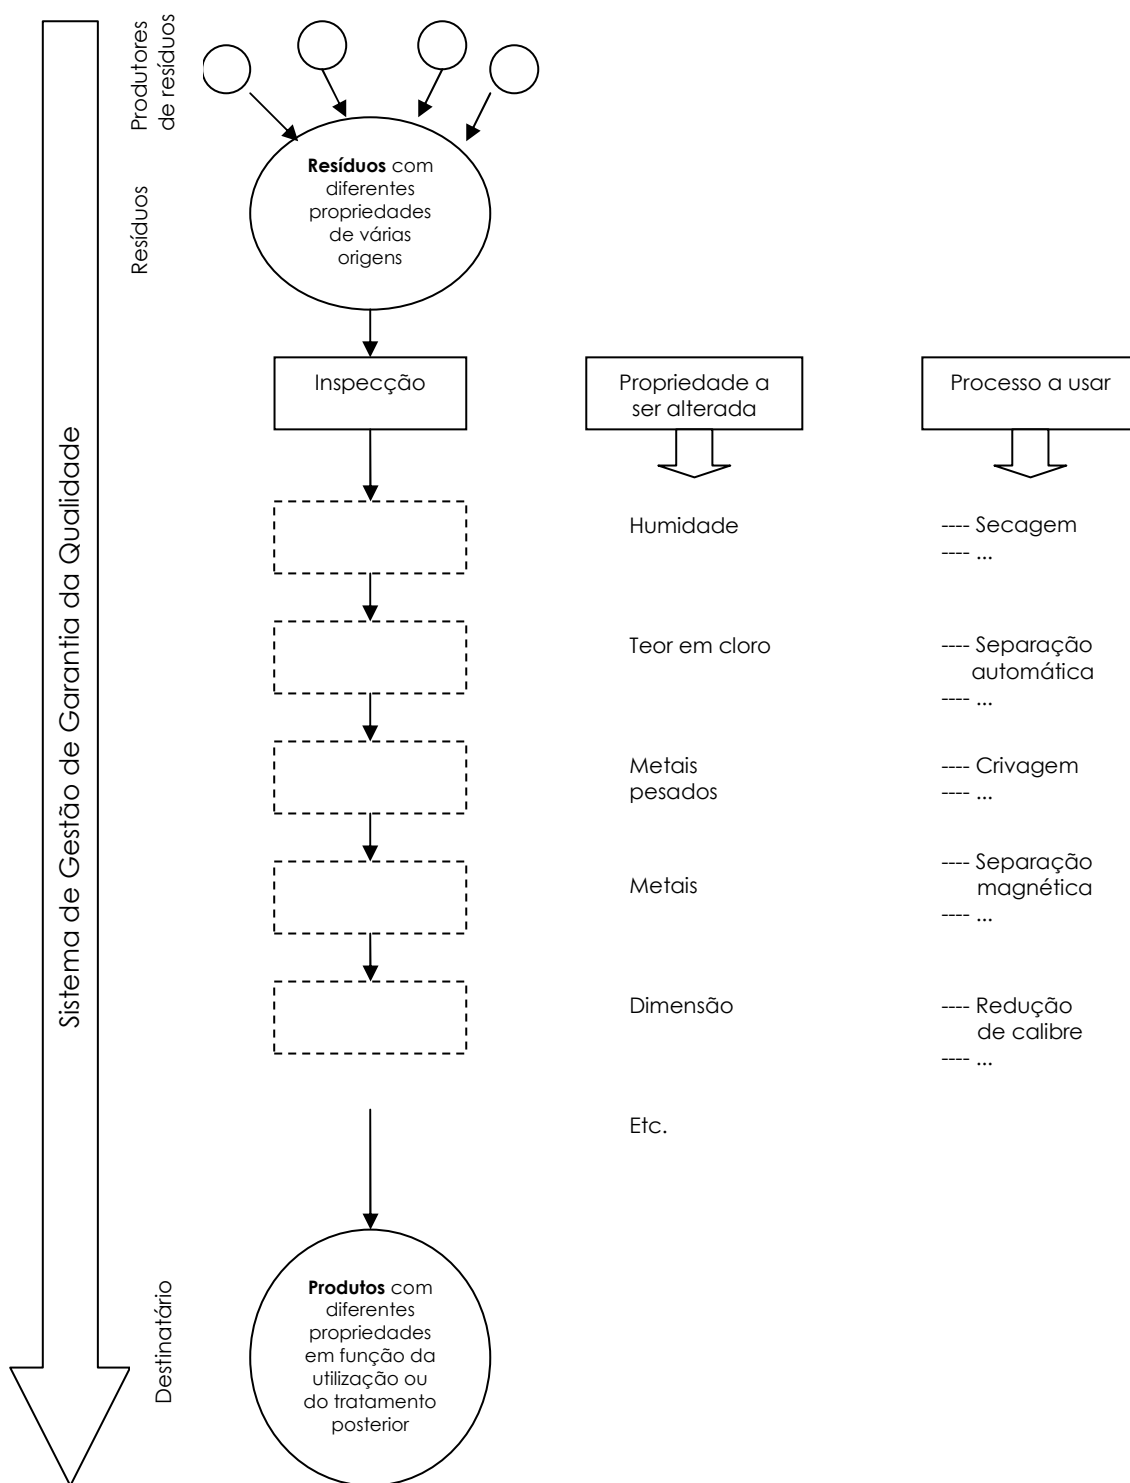 Produtores
de resíduos
Resíduos com
diferentes
propriedades
de várias
origens
Resíduos
Sistema de Gestão de Garantia da Qualidade
Inspecção
Propriedade a
ser alterada
Processo a usar
Humidade
---- Secagem
---- ...
Teor em cloro
---- Separação
automática
---- ...
Metais
pesados
---- Crivagem
---- ...
Metais
---- Separação
magnética
---- ...
Dimensão
---- Redução
de calibre
---- ...
Etc.
Destinatário
Produtos com
diferentes
propriedades
em função da
utilização ou
do tratamento
posterior